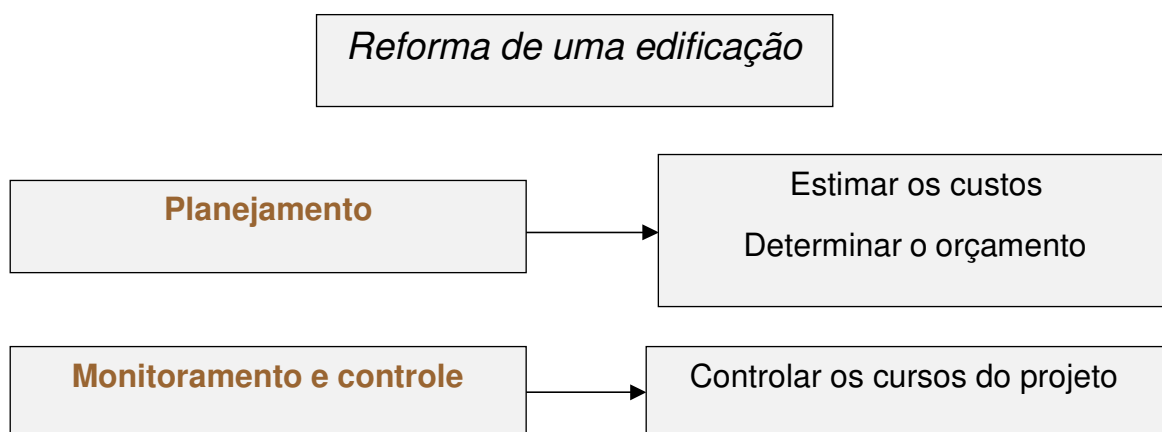 Reforma de uma edificação
Planejamento
Estimar os custos
Determinar o orçamento
Monitoramento e controle
Controlar os cursos do projeto